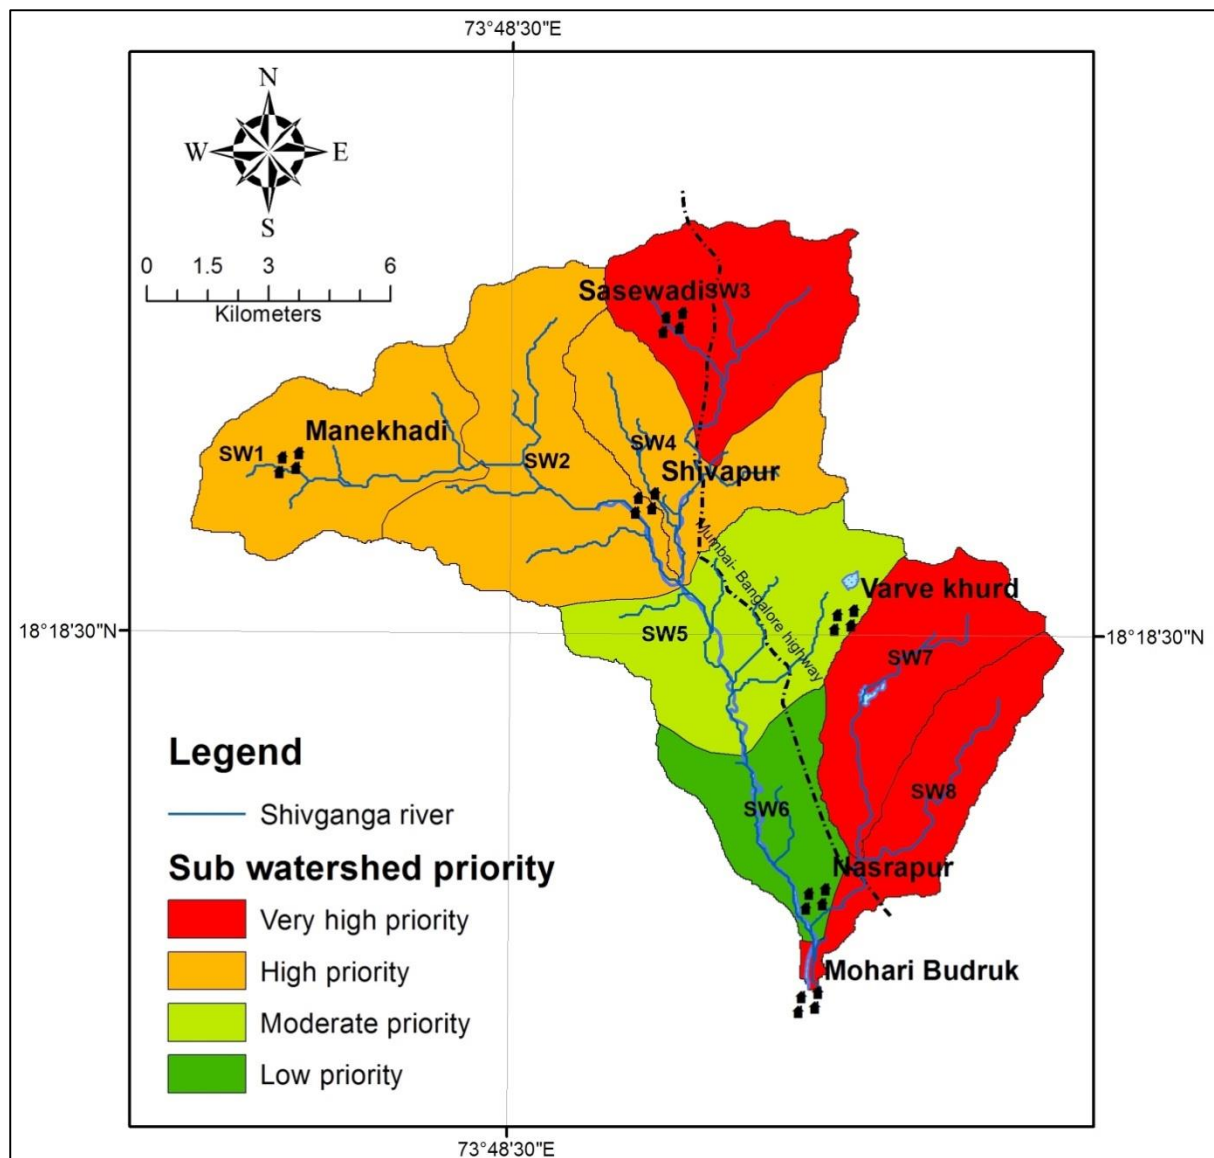 73°48'30"E
N
W
E
S
0 1.5 3 6
Kilometers
Sasewadi
SW3
Manekhadi
SW1
SW2
SW4
Shivapur
Mumbai- Bangalore highway
Varve khurd
18°18'30"N
18°18'30"N
SW5
SW7
SW6
SW8
Nasrapur
Mohari Budruk
Legend
Shivganga river
Sub watershed priority
Very high priority
High priority
Moderate priority
Low priority
73°48'30"E